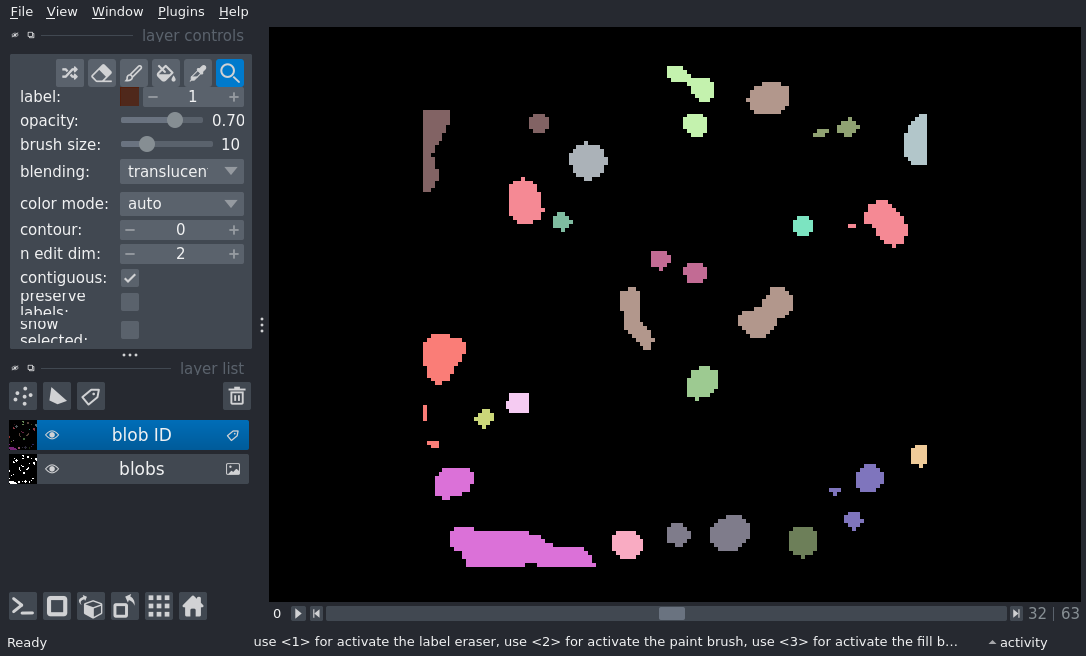 File View Window Plugins Help
layer controls
label: 1
opacity: 0.70
brush size: 10
blending: translucen
color mode: auto
contour: 0
n edit dim: 2
contiguous:
preserve
labels:
show
selected:
layer list
blob ID
blobs
0 32 63
Ready use <1> for activate the label eraser, use <2> for activate the paint brush, use <3> for activate the fill b... activity